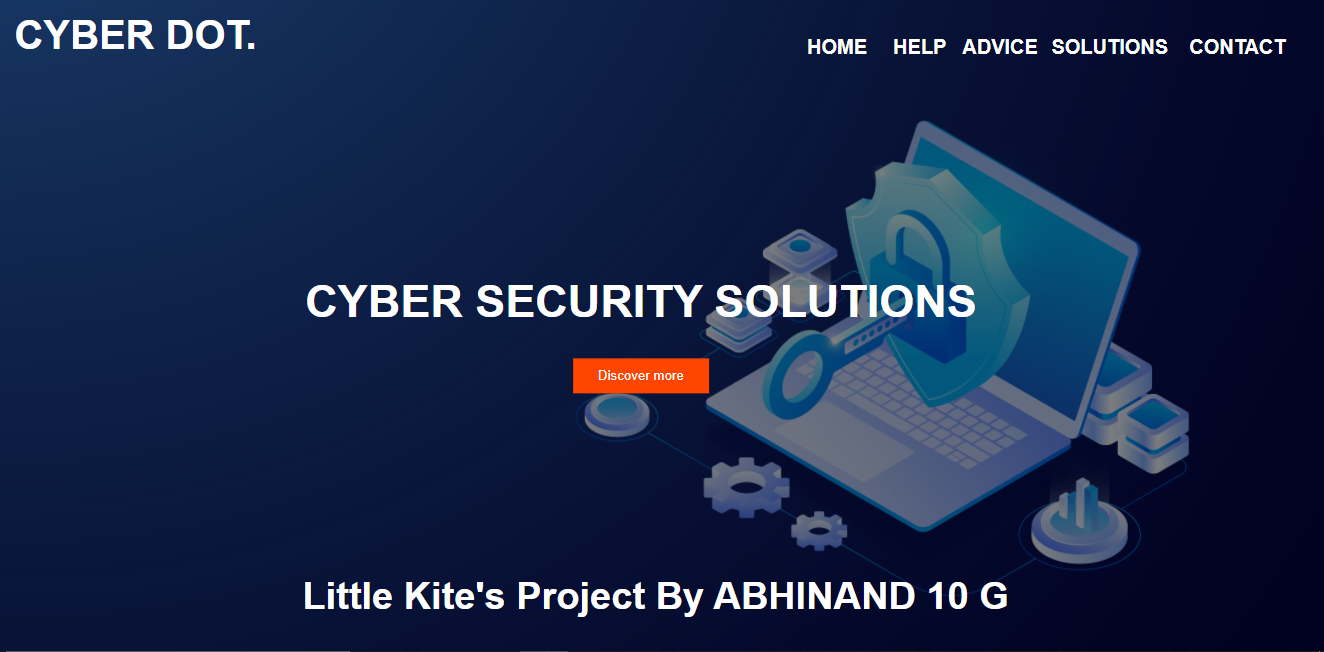 CYBER DOT.
HOME HELP ADVICE SOLUTIONS CONTACT
CYBER SECURITY SOLUTIONS
Discover more
Little Kite's Project By ABHINAND 10 G